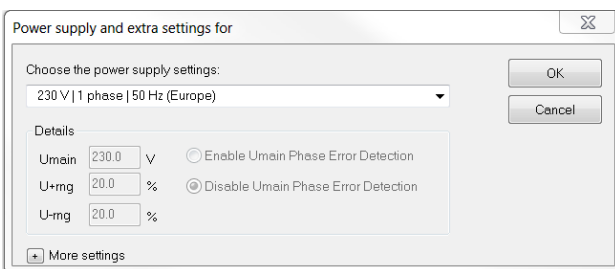 Power supply and extra settings for
Choose the power supply settings:
230 V | 1 phase | 50 Hz (Europe)
OK
Cancel
Details
Umain 230.0 V
Enable Umain Phase Error Detection
U+rng 20.0 %
Disable Umain Phase Error Detection
U-rng 20.0 %
+ More settings